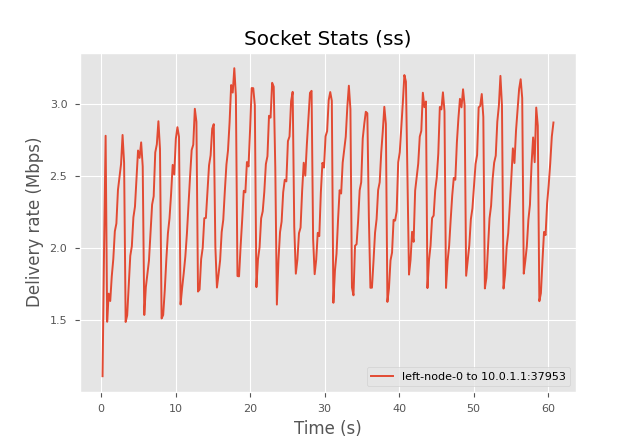 Socket Stats (ss)
Delivery rate (Mbps)
3.0
2.5
2.0
1.5
left-node-0 to 10.0.1.1:37953
0 10 20 30 40 50 60
Time (s)